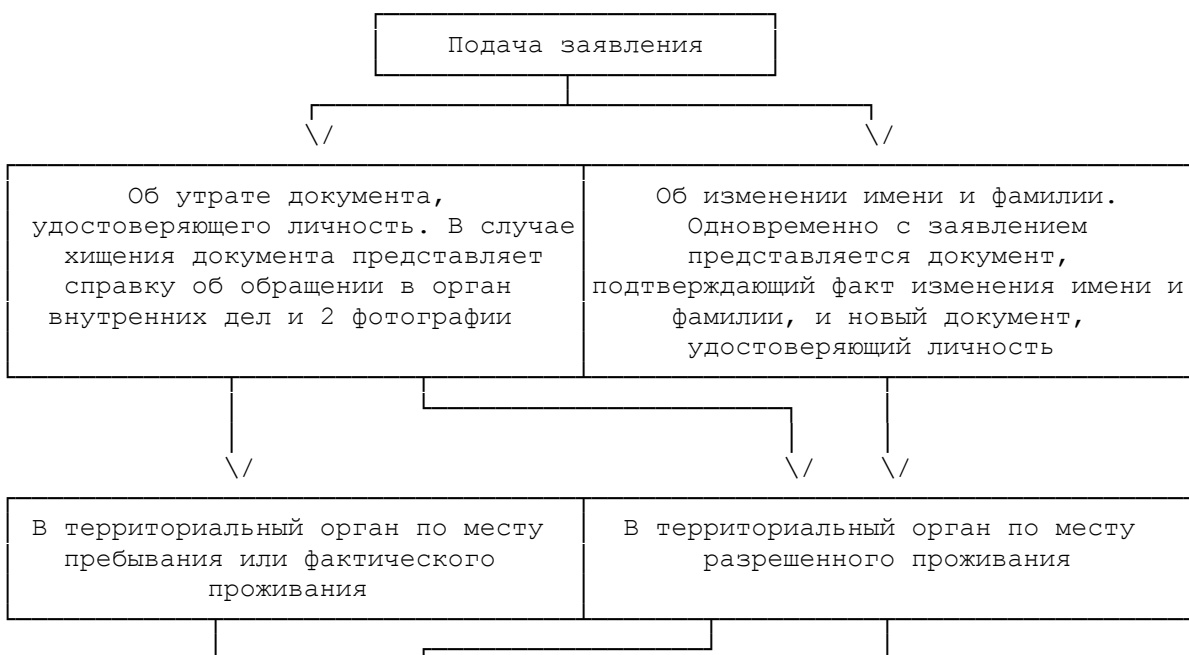 Подача заявления
Об утрате документа,
удостоверяющего личность. В случае
хищения документа представляет
справку об обращении в орган
внутренних дел и 2 фотографии
Об изменении имени и фамилии.
Одновременно с заявлением
представляется документ,
подтверждающий факт изменения имени и
фамилии, и новый документ,
удостоверяющий личность
В территориальный орган по месту
пребывания или фактического
проживания
В территориальный орган по месту
разрешенного проживания